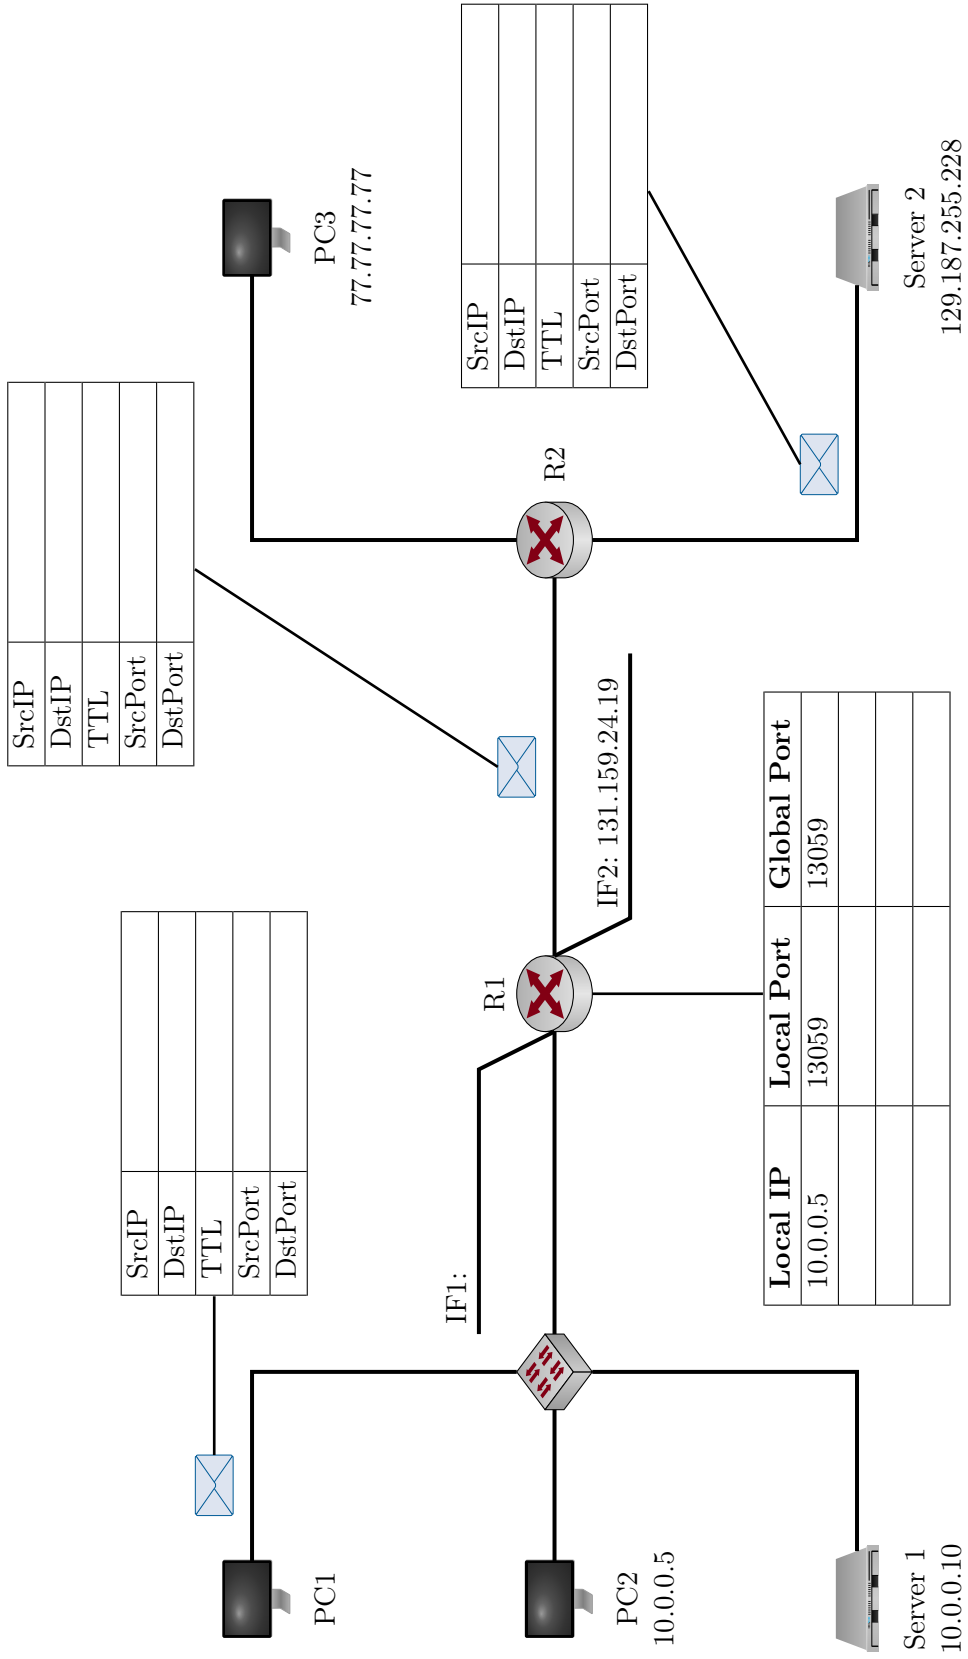 SrcIP
DstIP
TTL
SrcPort
DstPort
SrcIP
DstIP
TTL
SrcPort
DstPort
SrcIP
DstIP
TTL
SrcPort
DstPort
PC1
PC2
10.0.0.5
Server 1
10.0.0.10
IF1:
R1
IF2: 131.159.24.19
R2
PC3
77.77.77.77
Server 2
129.187.255.228
Local IP Local Port Global Port
10.0.0.5 13059 13059